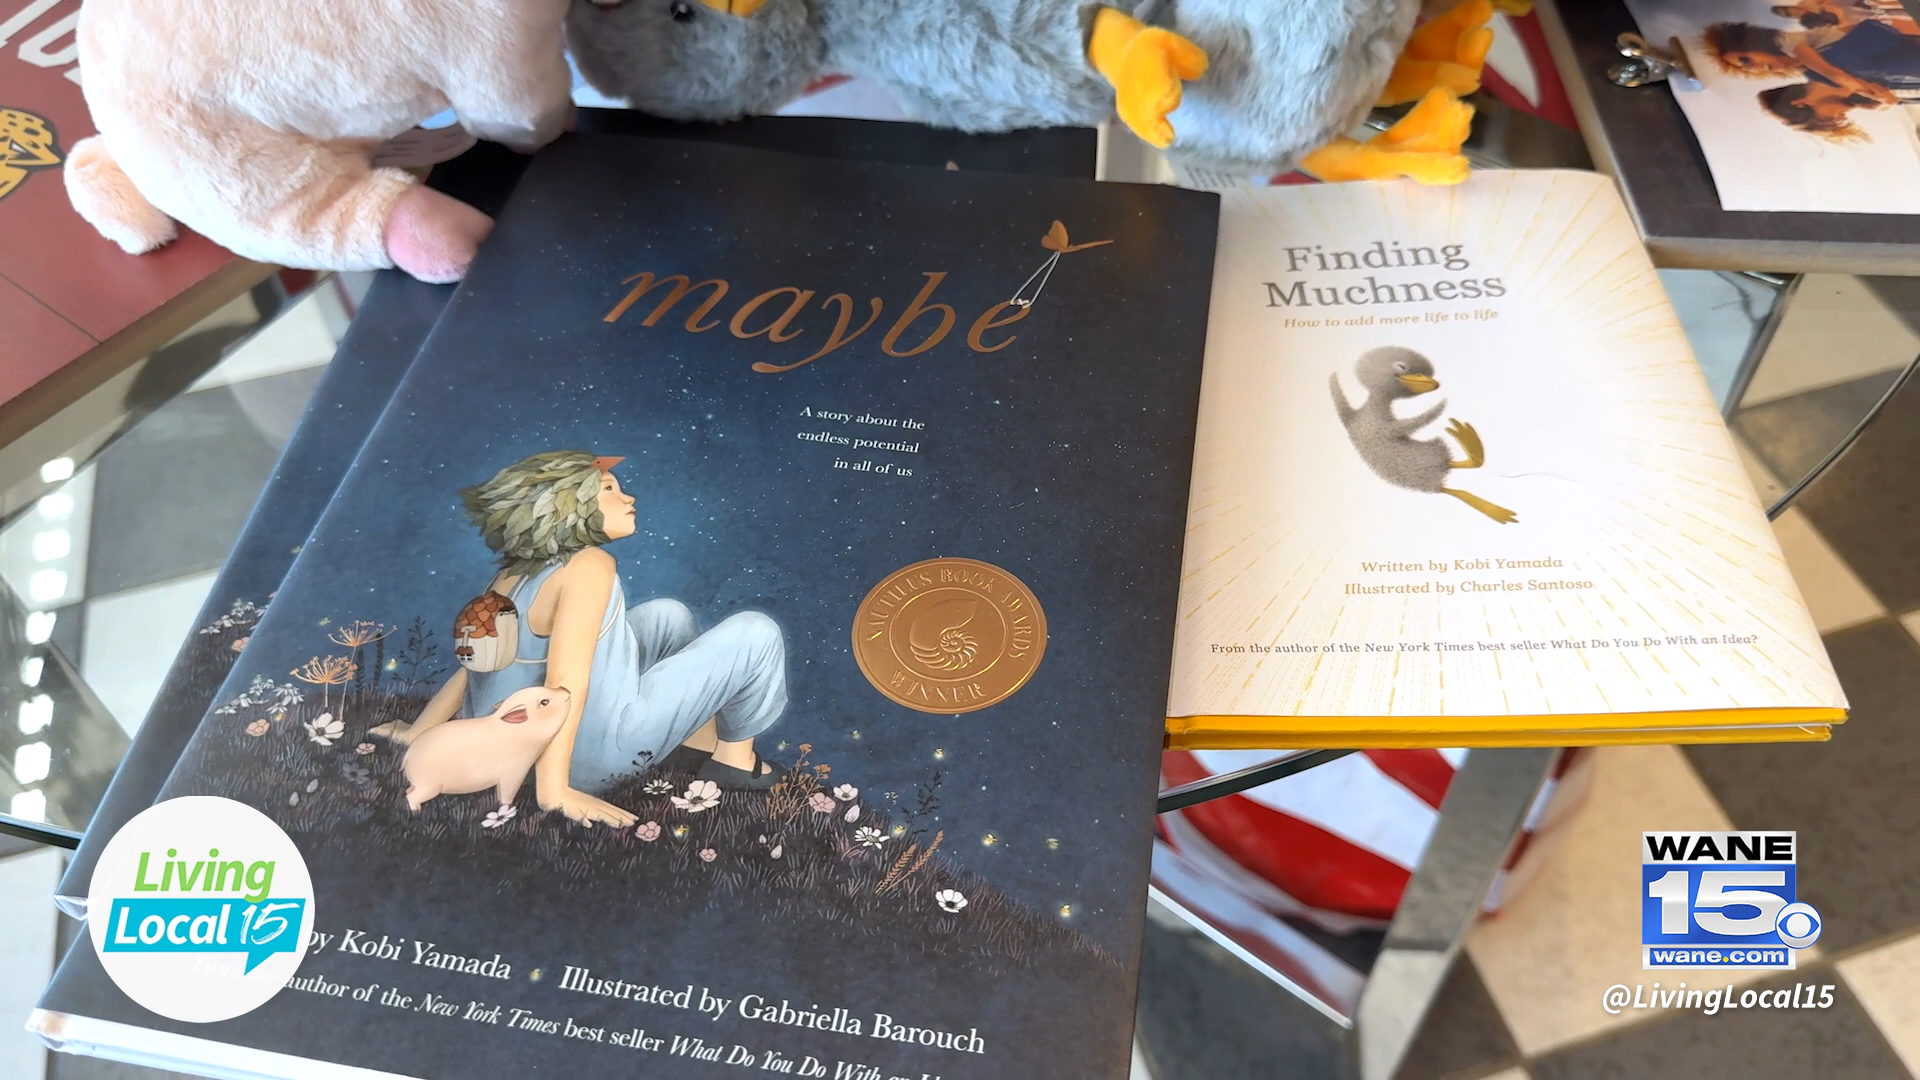 maybe
A story about the
endless potential
in all of us
NAUTILUS BOOK AWARDS
WINNER
by Kobi Yamada
Illustrated by Gabriella Barouch
author of the New York Times best seller What Do You Do With an
Finding
Muchness
How to add more life to life
Written by Kobi Yamada
Illustrated by Charles Santoso
From the author of the New York Times best seller What Do You Do With an Idea?
Living
Local 15
WANE
15
wane.com
@LivingLocal15